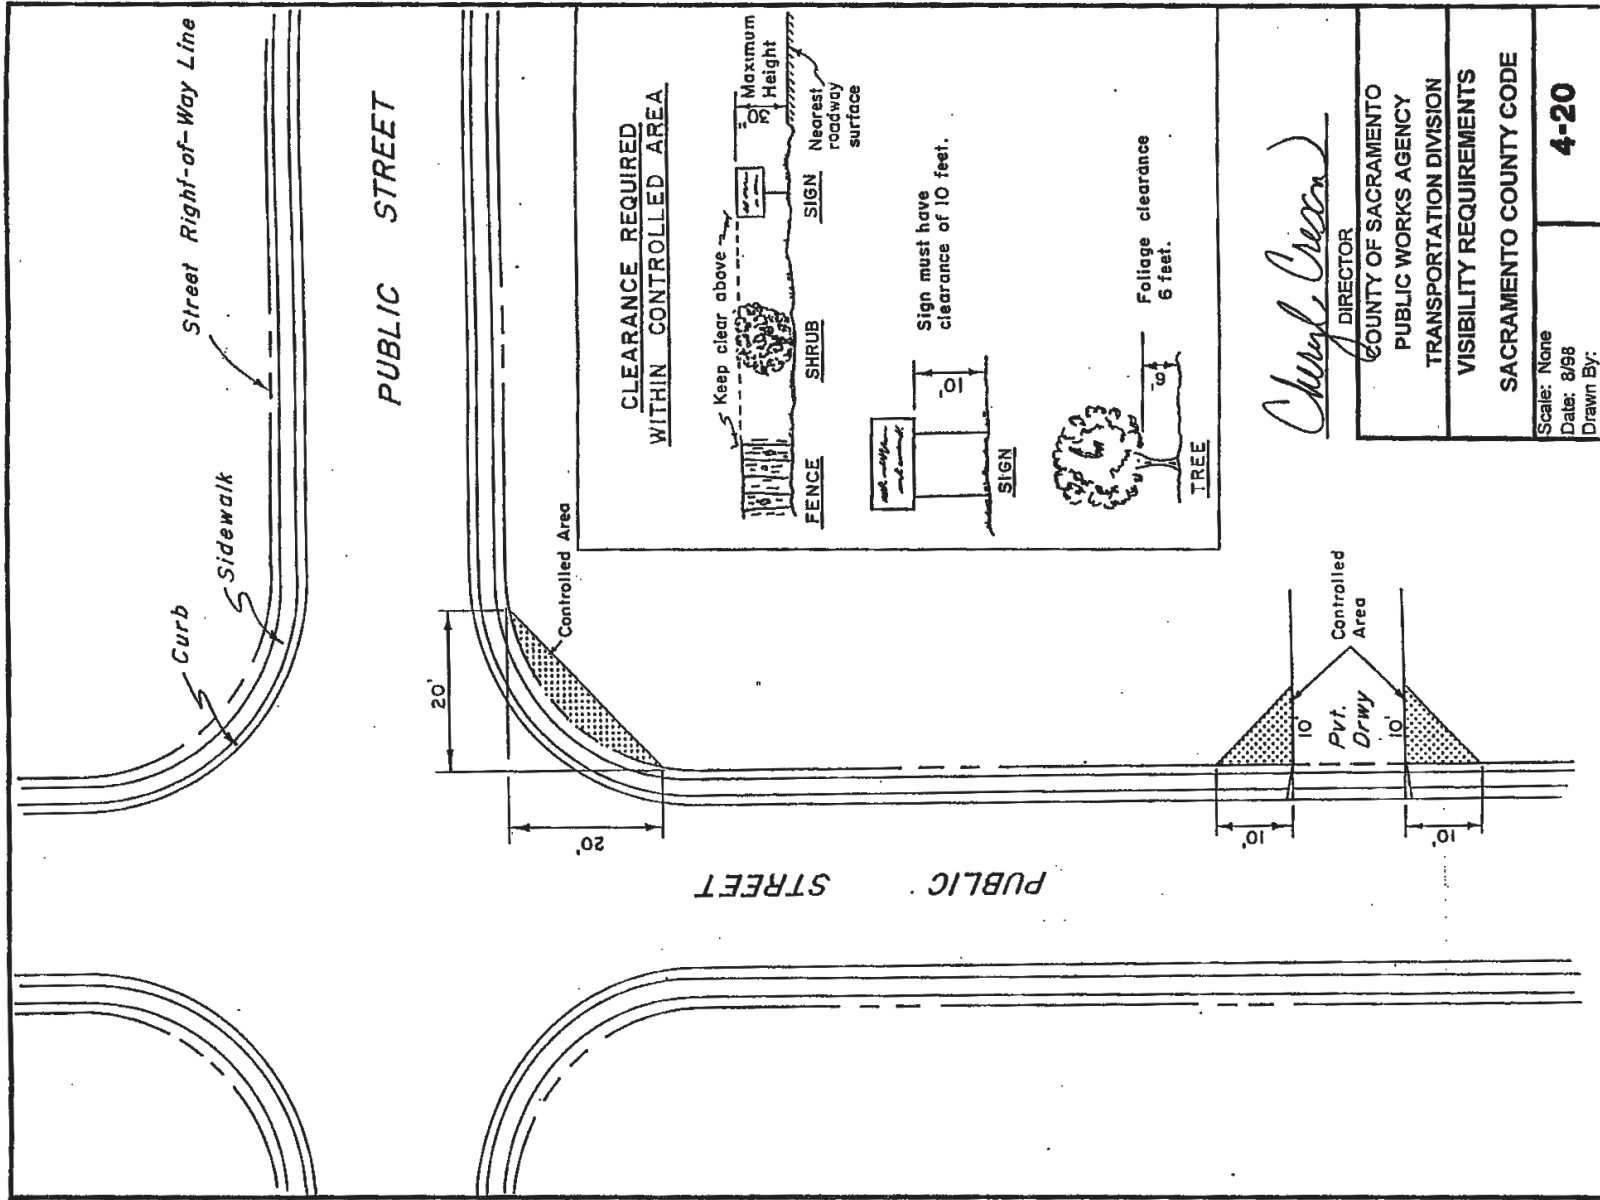 Street Right-of-Way Line
Sidewalk
Curb
PUBLIC STREET
20'
Controlled Area
20'
PUBLIC STREET
CLEARANCE REQUIRED
WITHIN CONTROLLED AREA
Keep clear above
30"
Maximum
Height
Nearest
roadway
surface
FENCE
SHRUB
SIGN
10'
Sign must have
clearance of 10 feet.
SIGN
6'
Foliage clearance
6 feet.
TREE
Controlled
Area
10'
10'
Pvt.
Drwy
10'
10'
Cheryl Creson
DIRECTOR
COUNTY OF SACRAMENTO
PUBLIC WORKS AGENCY
TRANSPORTATION DIVISION
VISIBILITY REQUIREMENTS
SACRAMENTO COUNTY CODE
Scale: None
Date: 8/98
Drawn By:
4-20